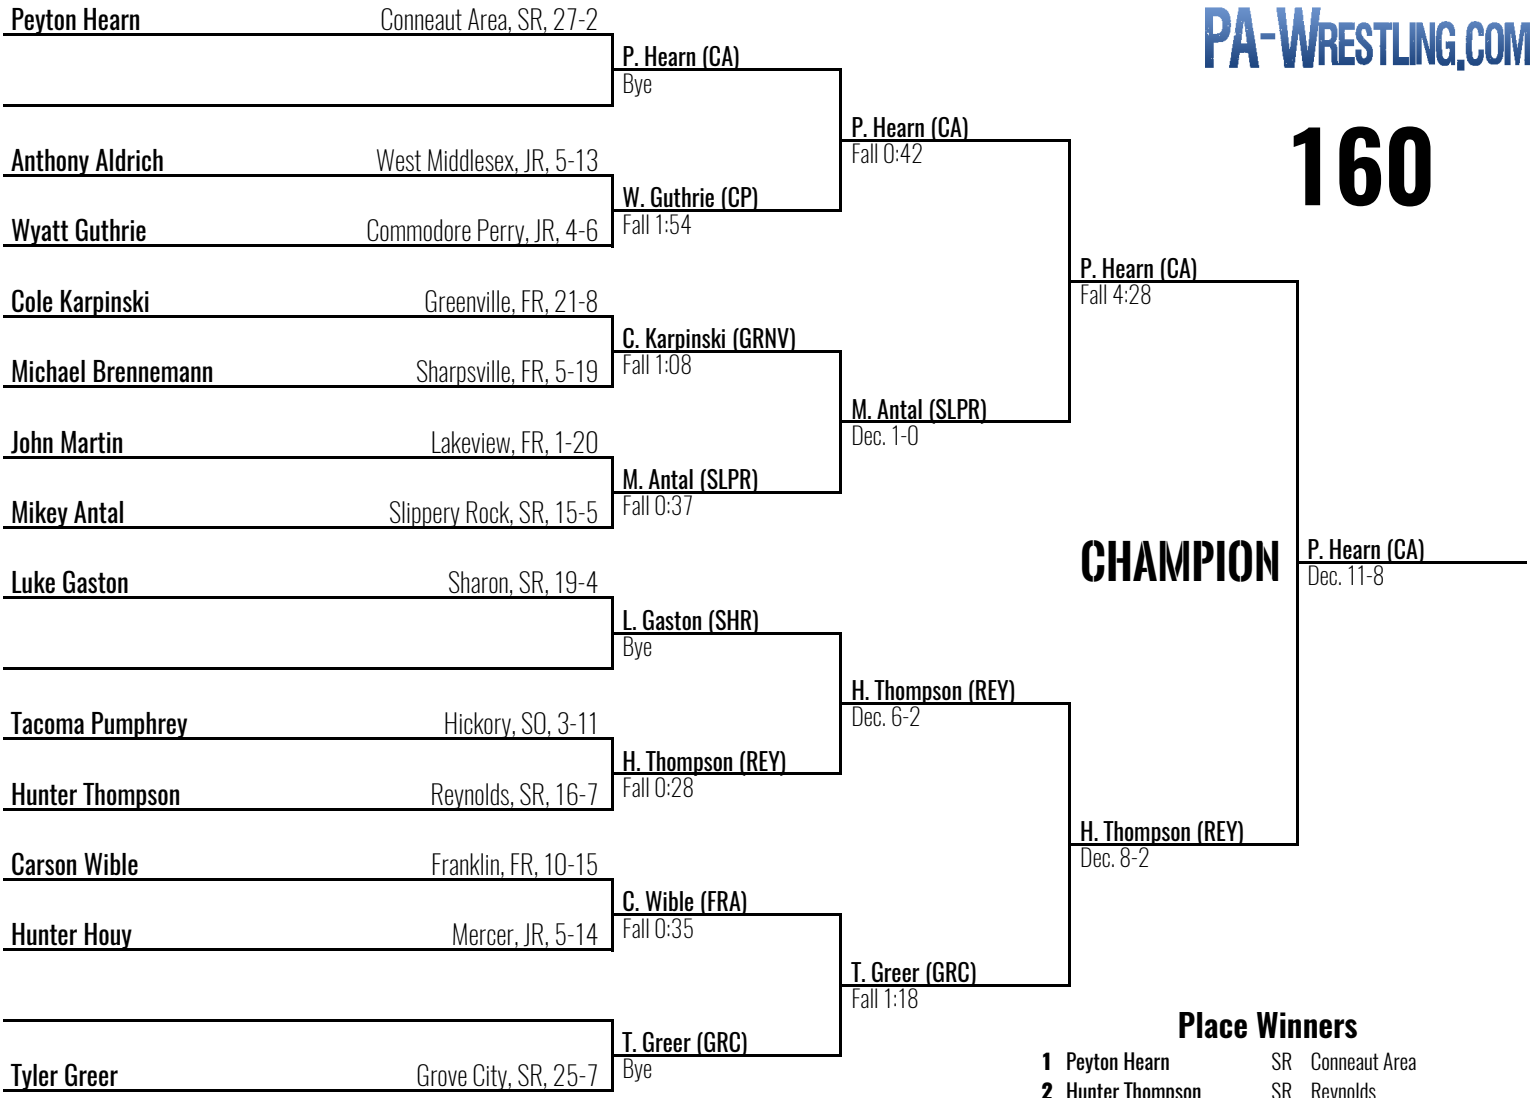 Peyton Hearn Conneaut Area, SR, 27-2
PA-WRESTLING.COM
P. Hearn (CA)
Bye
160
P. Hearn (CA)
Fall 0:42
Anthony Aldrich West Middlesex, JR, 5-13
W. Guthrie (CP)
Fall 1:54
Wyatt Guthrie Commodore Perry, JR, 4-6
P. Hearn (CA)
Fall 4:28
Cole Karpinski Greenville, FR, 21-8
C. Karpinski (GRNV)
Fall 1:08
Michael Brennemann Sharpsville, FR, 5-19
M. Antal (SLPR)
Dec. 1-0
John Martin Lakeview, FR, 1-20
M. Antal (SLPR)
Fall 0:37
Mikey Antal Slippery Rock, SR, 15-5
CHAMPION
P. Hearn (CA)
Dec. 11-8
Luke Gaston Sharon, SR, 19-4
L. Gaston (SHR)
Bye
H. Thompson (REY)
Dec. 6-2
Tacoma Pumphrey Hickory, SO, 3-11
H. Thompson (REY)
Fall 0:28
Hunter Thompson Reynolds, SR, 16-7
H. Thompson (REY)
Dec. 8-2
Carson Wible Franklin, FR, 10-15
C. Wible (FRA)
Fall 0:35
Hunter Houy Mercer, JR, 5-14
T. Greer (GRC)
Fall 1:18
T. Greer (GRC)
Bye
Tyler Greer Grove City, SR, 25-7
Place Winners
1 Peyton Hearn SR Conneaut Area
2 Hunter Thompson SR Reynolds